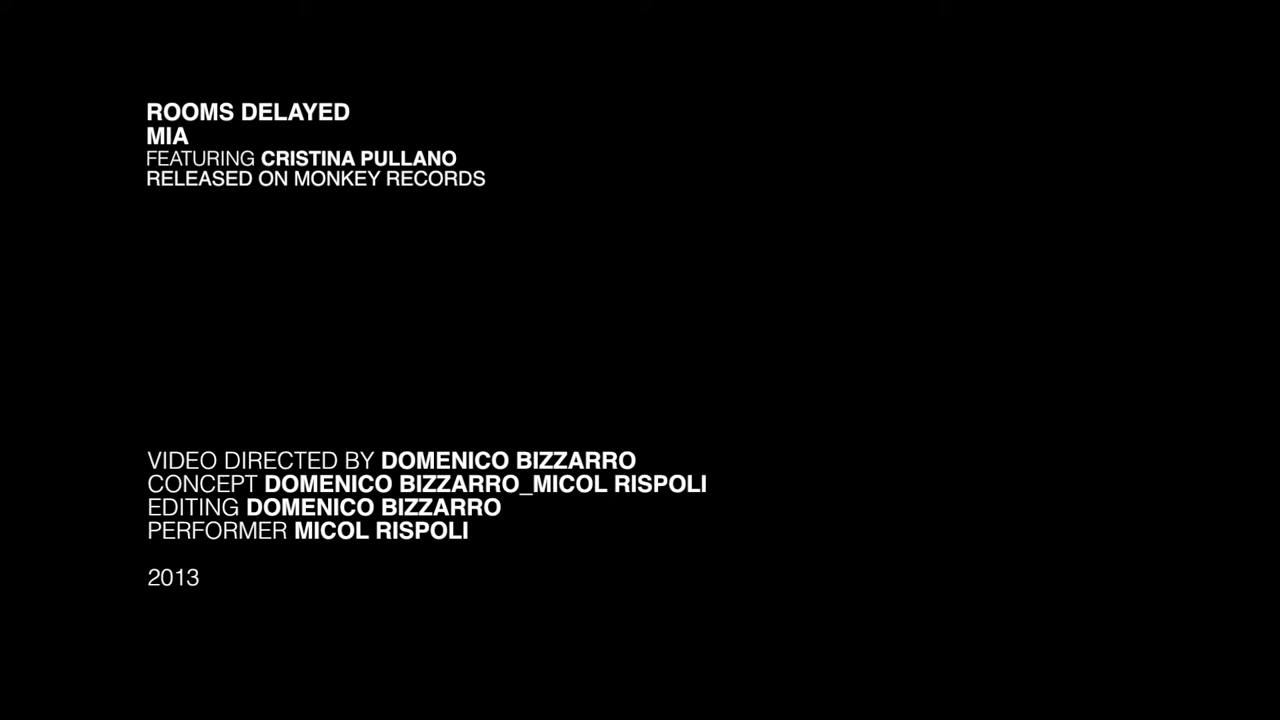 ROOMS DELAYED
MIA
FEATURING CRISTINA PULLANO
RELEASED ON MONKEY RECORDS
VIDEO DIRECTED BY DOMENICO BIZZARRO
CONCEPT DOMENICO BIZZARRO_MICOL RISPOLI
EDITING DOMENICO BIZZARRO
PERFORMER MICOL RISPOLI
2013